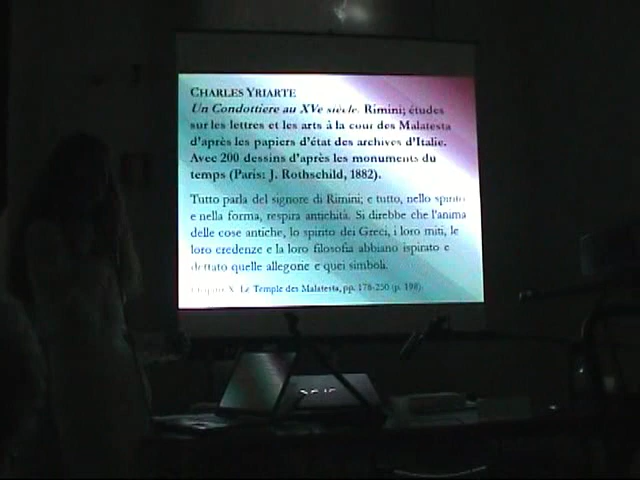 CHARLES YRIARTE
Un Condottiere au XVe siècle. Rimini; études
sur les lettres et les arts à la cour des Malatesta
d'après les papiers d'état des archives d'Italie.
Avec 200 dessins d'après les monuments du
temps (Paris: J. Rothschild, 1882).
Tutto parla del signore di Rimini; e tutto, nello spirito
e nella forma, respira antichità. Si direbbe che l'anima
delle cose antiche, lo spirito dei Greci, i loro miti, le
loro credenze e la loro filosofia abbiano ispirato e
dettato quelle allegorie e quei simboli.
X. Le Temple des Malatesta, pp. 178-250 (p. 198).